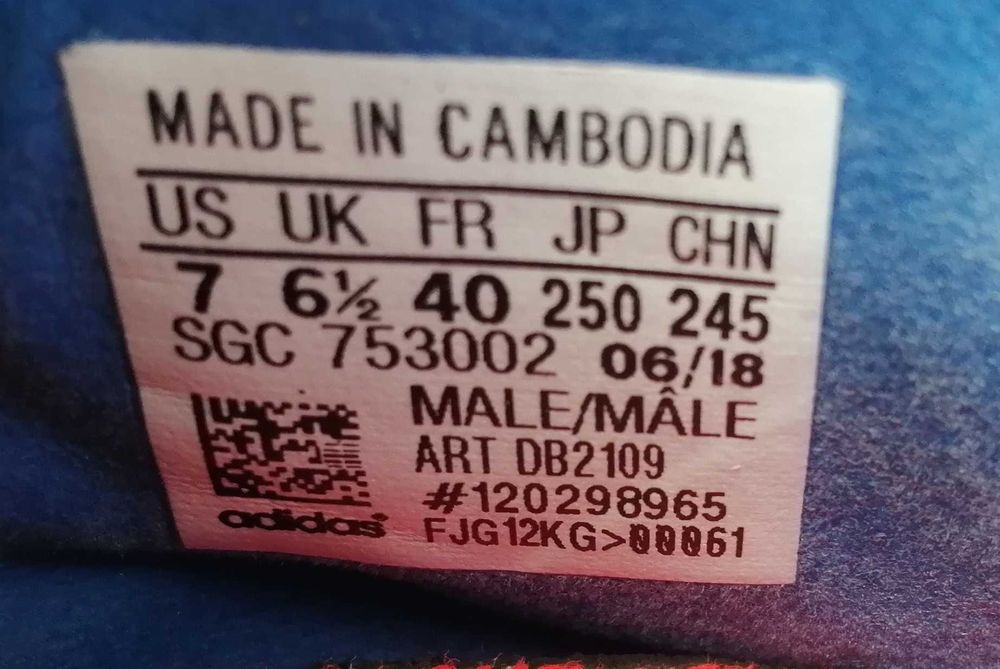 MADE IN CAMBODIA
US UK FR JP CHN
7 6½ 40 250 245
SGC 753002 06/18
MALE/MÂLE
ART DB2109
#120298965
adidas®
FJG12KG>00061